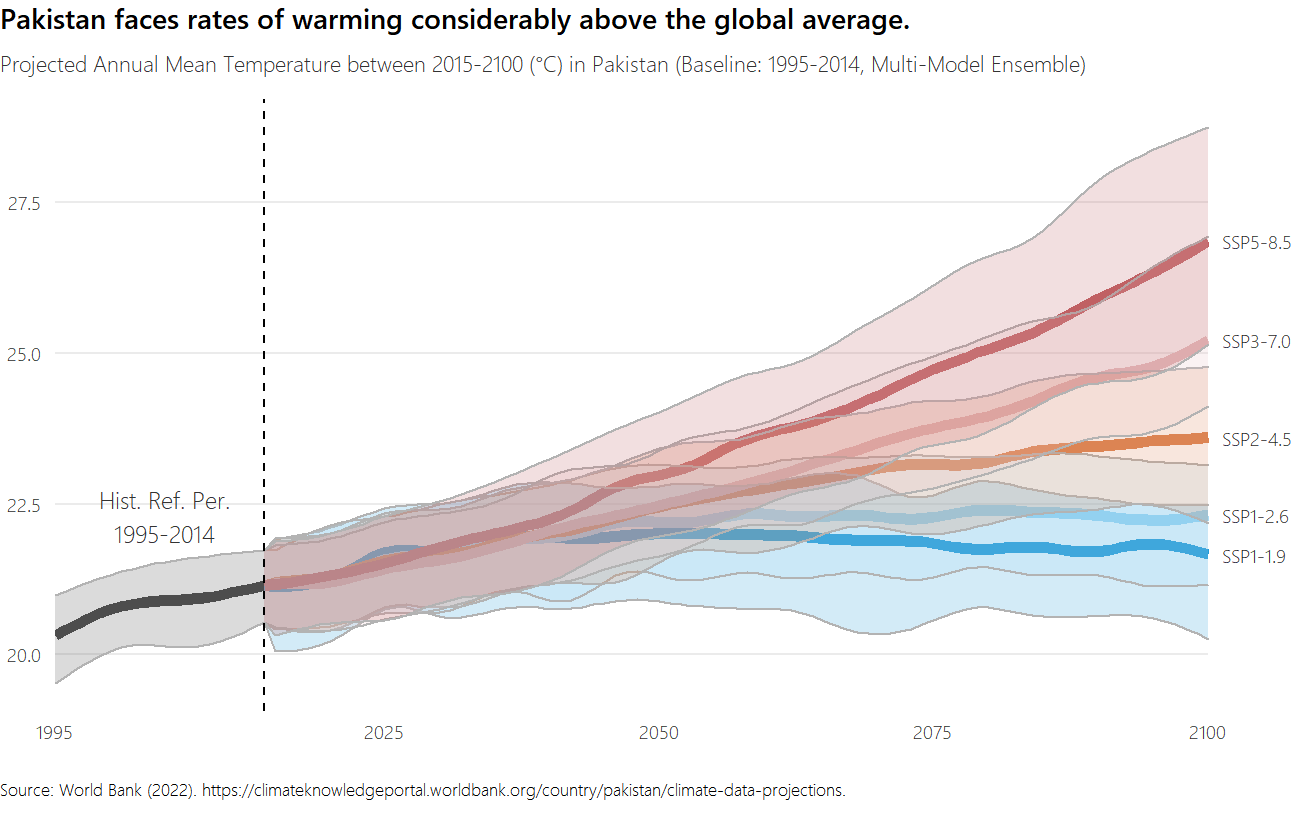 Pakistan faces rates of warming considerably above the global average.
Projected Annual Mean Temperature between 2015-2100 (°C) in Pakistan (Baseline: 1995-2014, Multi-Model Ensemble)
27.5
SSP5-8.5
SSP3-7.0
25.0
SSP2-4.5
22.5
Hist. Ref. Per.
1995-2014
SSP1-2.6
SSP1-1.9
20.0
1995
2025
2050
2075
2100
Source: World Bank (2022). https://climateknowledgeportal.worldbank.org/country/pakistan/climate-data-projections.